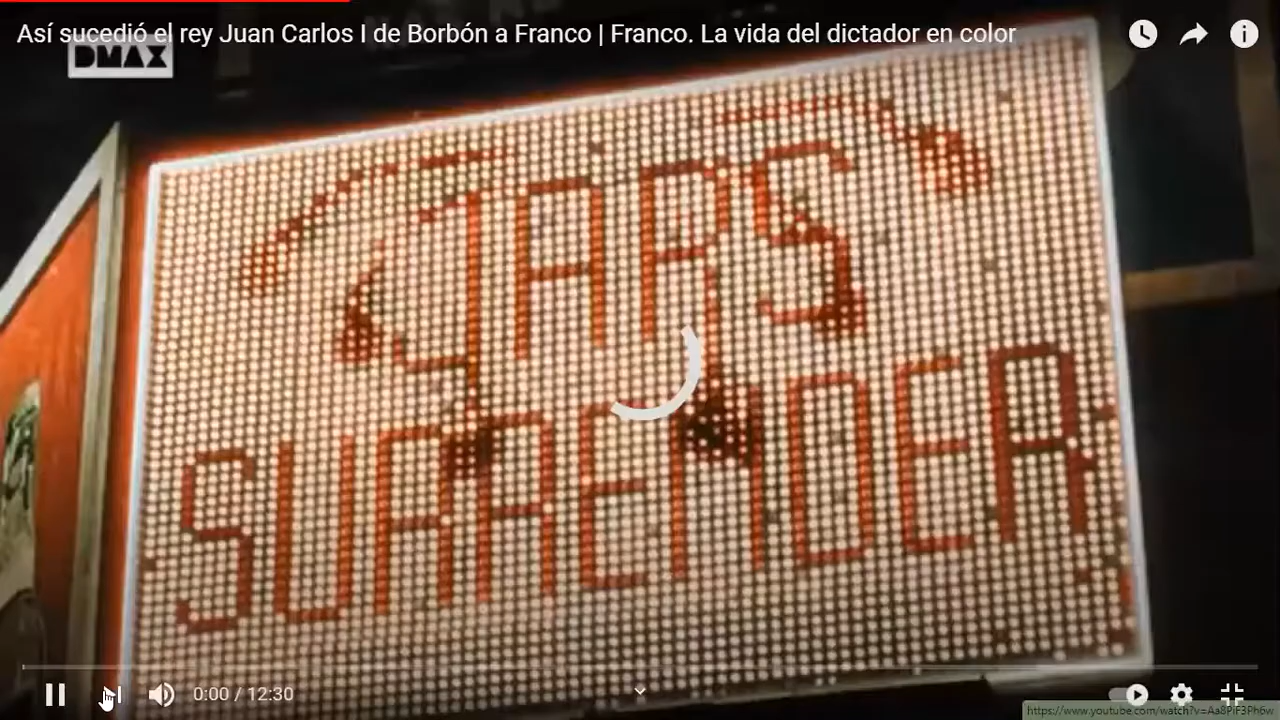 Así sucedió el rey Juan Carlos I de Borbón a Franco | Franco. La vida del dictador en color
DMAX
JAPS
SURRENDER
0:00 / 12:30
https://www.youtube.com/watch?v=Aa8PiF3Ph6w